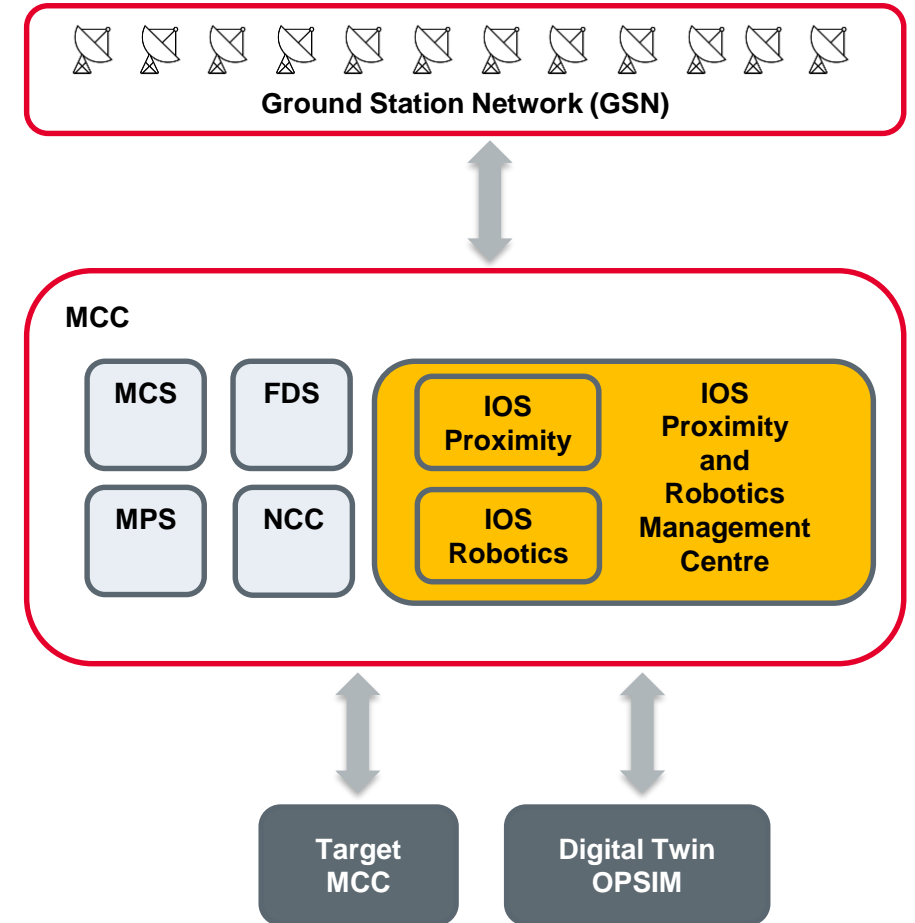 Ground Station Network (GSN)
MCC
MCS
FDS
MPS
NCC
IOS
Proximity
IOS
Robotics
IOS
Proximity
and
Robotics
Management
Centre
Target
MCC
Digital Twin
OPSIM